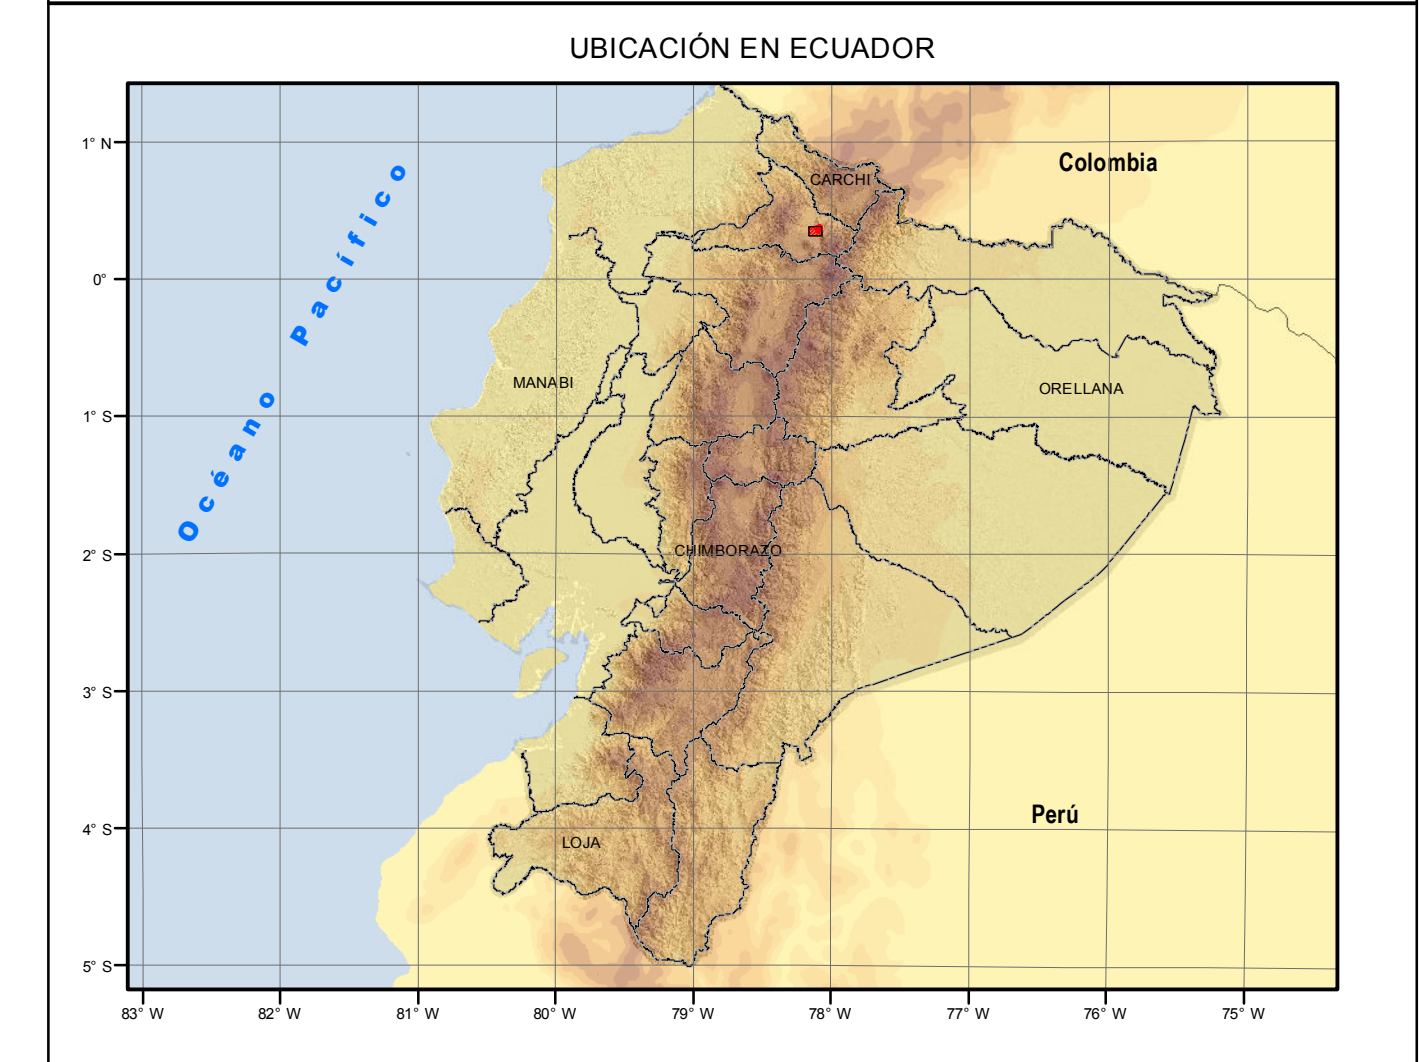 UBICACIÓN EN ECUADOR
1° N
0°
1° S
2° S
3° S
4° S
5° S
Océano Pacífico
Colombia
CARCHI
MANABI
ORELLANA
CHIMBORAZO
Perú
LOJA
83° W
82° W
81° W
80° W
79° W
78° W
77° W
76° W
75° W